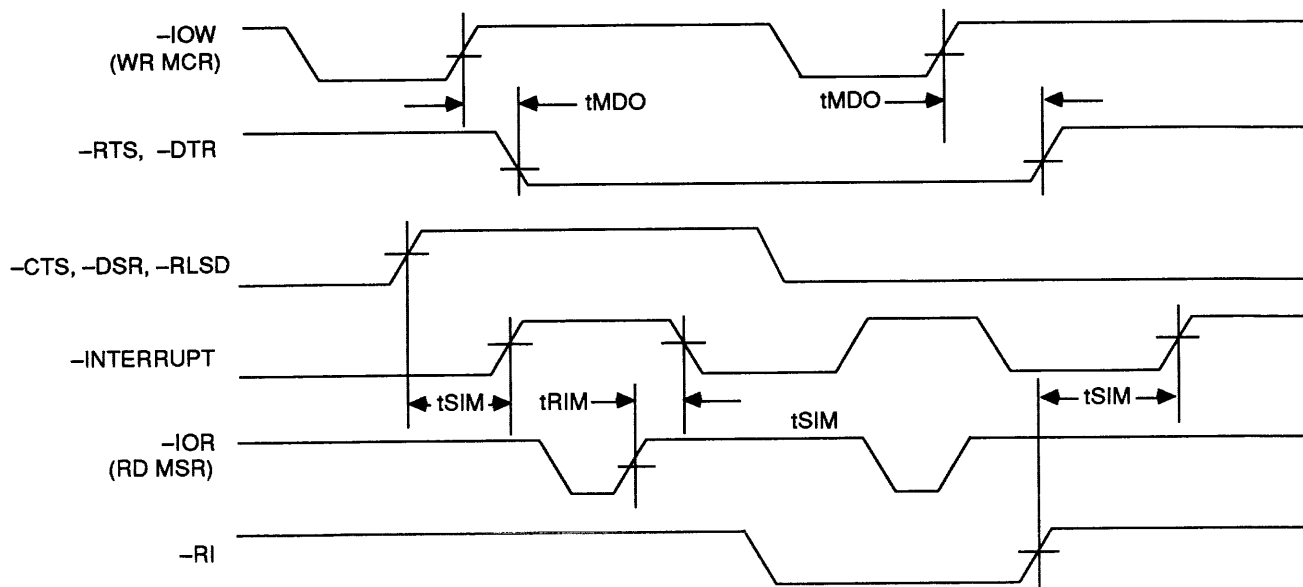 –IOW
(WR MCR)
tMDO
tMDO
–RTS, –DTR
–CTS, –DSR, –RLSD
–INTERRUPT
tSIM
tRIM
tSIM
tSIM
–IOR
(RD MSR)
–RI